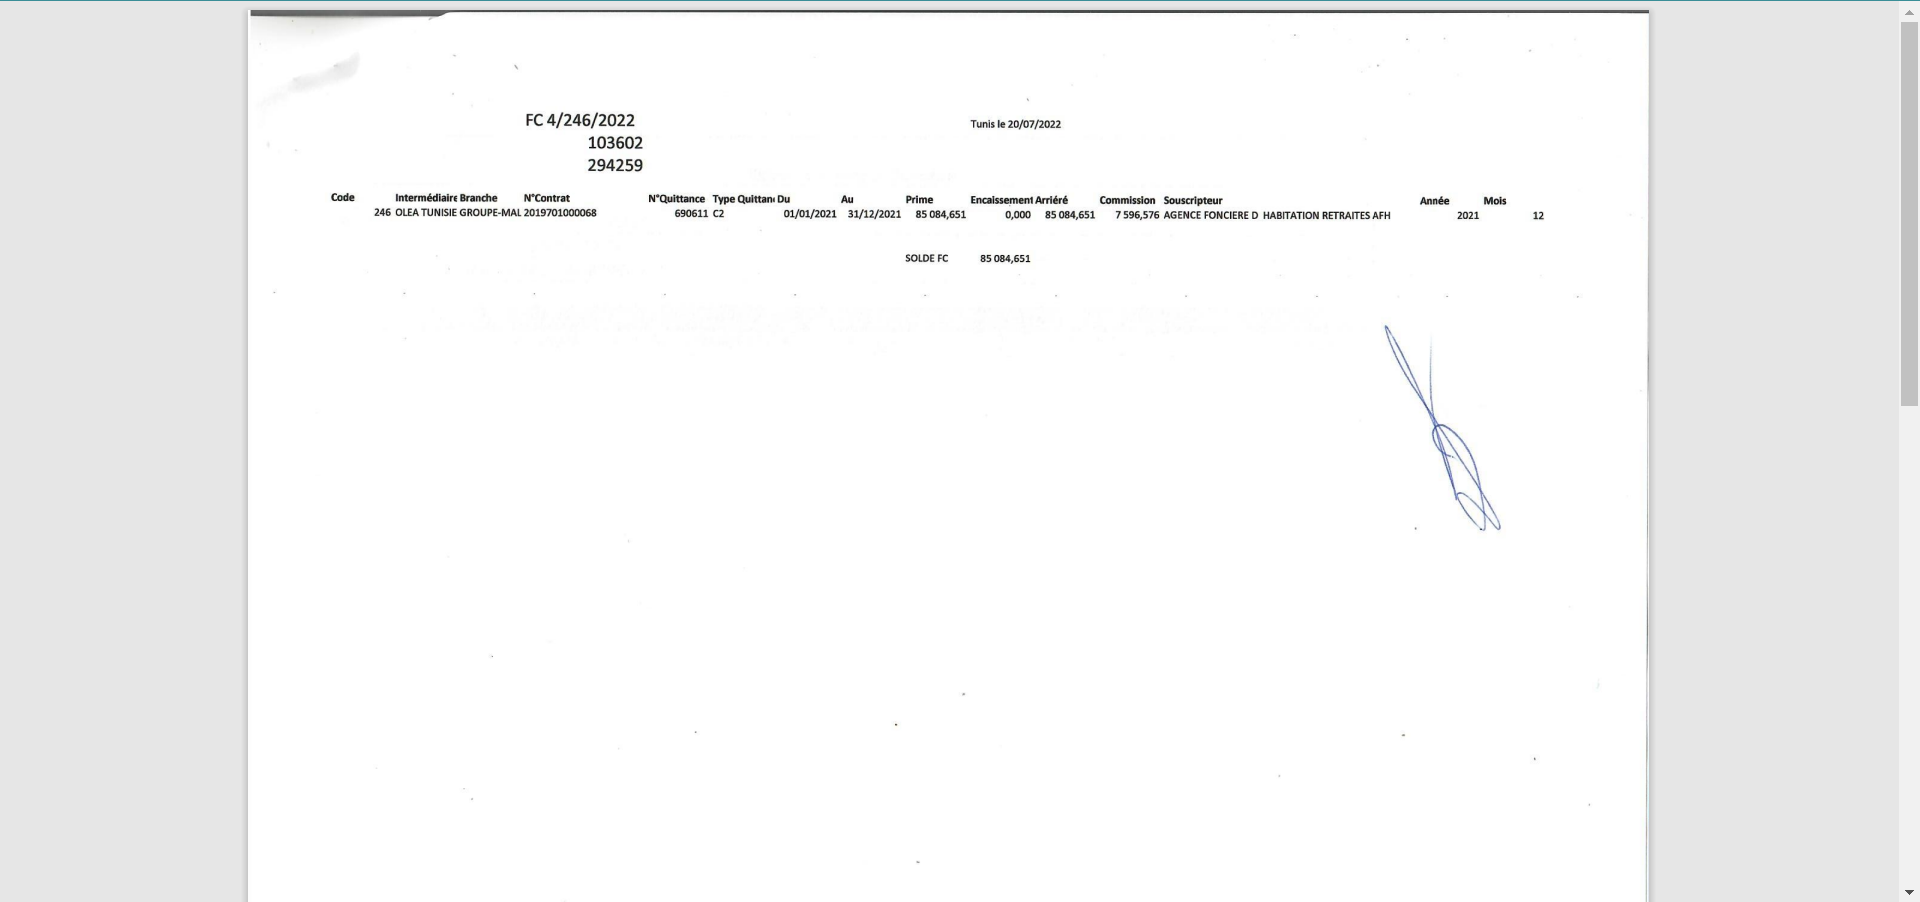 FC 4/246/2022
Tunis le 20/07/2022
103602
294259
Code Intermédiaire Branche N°Contrat N°Quittance Type Quittanc Du Au Prime Encaissement Arriéré Commission Souscripteur Année Mois
246 OLEA TUNISIE GROUPE-MAL 2019701000068 690611 C2 01/01/2021 31/12/2021 85 084,651 0,000 85 084,651 7 596,576 AGENCE FONCIERE D HABITATION RETRAITES AFH 2021 12
SOLDE FC 85 084,651